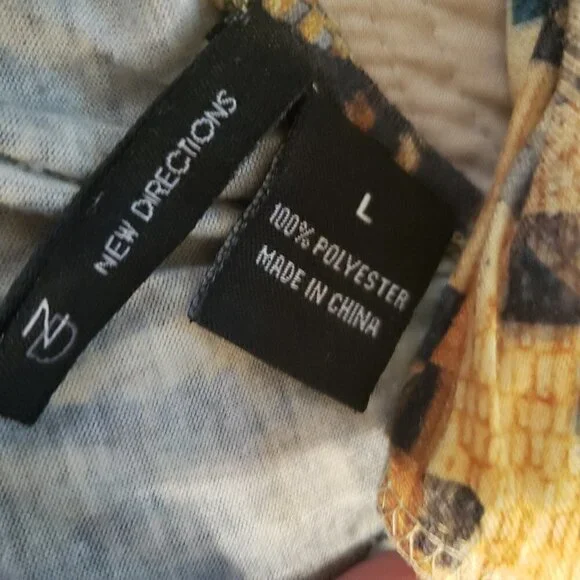 ND
NEW DIRECTIONS
L
100% POLYESTER
MADE IN CHINA